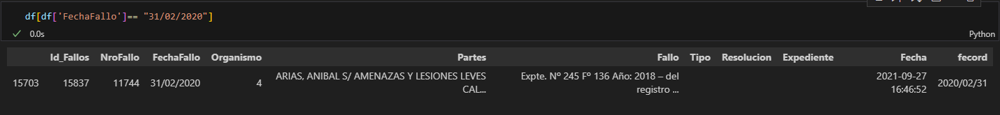 df[df['FechaFallo']== "31/02/2020"]
0.0s
Python
Id_Fallos NroFallo FechaFallo Organismo Partes Fallo Tipo Resolucion Expediente Fecha fecord
15703 15837 11744 31/02/2020 4 ARIAS, ANIBAL S/ AMENAZAS Y LESIONES LEVES CAL... Expte. Nº 245 Fº 136 Año: 2018 – del registro ... 2021-09-27 16:46:52 2020/02/31